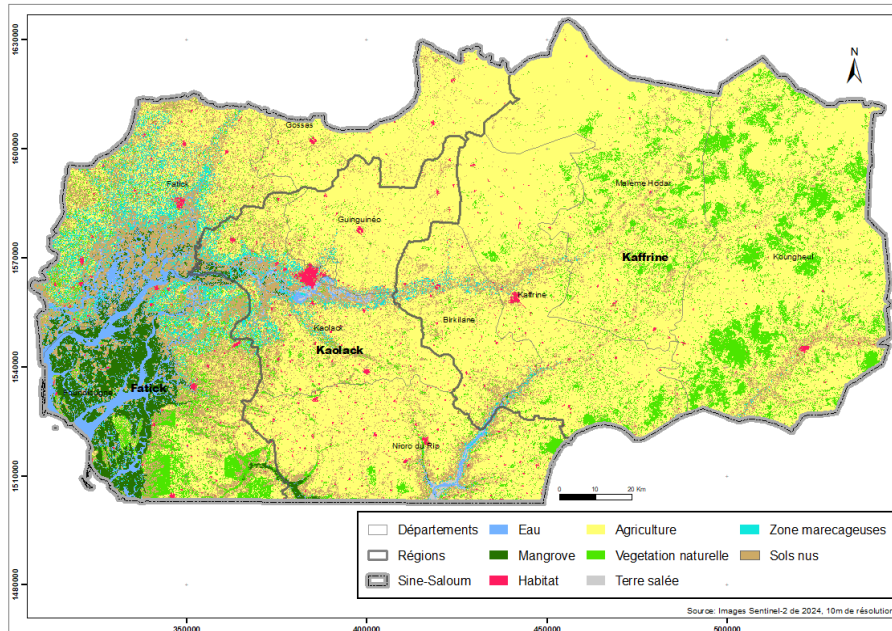 1630000
N
Gossas
1600000
Fatick
Maleme Hodar
Guinguinéo
1570000
Kaffrine
Koungheul
Kaffrine
Birkilane
Kaolack
Kaolack
1540000
Fatick
Nioro du Rip
1510000
0 10 20 Km
Départements Eau Agriculture Zone marecageuses
Régions Mangrove Vegetation naturelle Sols nus
Sine-Saloum Habitat Terre salée
1480000
Source: Images Sentinel-2 de 2024, 10m de résolution
350000 400000 450000 500000